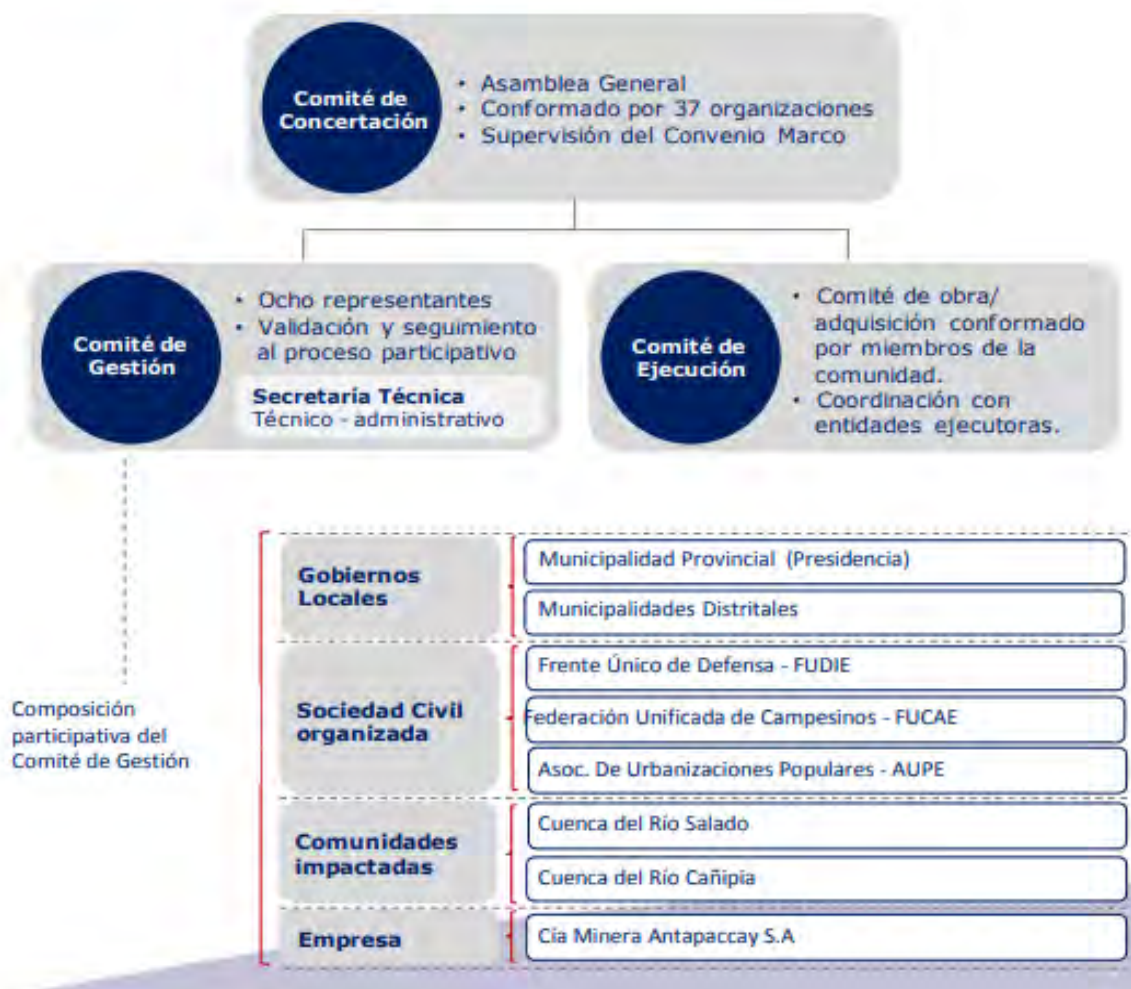 Comité de
Concertación
• Asamblea General
• Conformado por 37 organizaciones
• Supervisión del Convenio Marco
Comité de
Gestión
• Ocho representantes
• Validación y seguimiento
al proceso participativo
Secretaría Técnica
Técnico - administrativo
Comité de
Ejecución
• Comité de obra/
adquisición conformado
por miembros de la
comunidad.
• Coordinación con
entidades ejecutoras.
Composición
participativa del
Comité de Gestión
Gobiernos
Locales
Municipalidad Provincial (Presidencia)
Municipalidades Distritales
Sociedad Civil
organizada
Frente Único de Defensa - FUDIE
Federación Unificada de Campesinos - FUCAE
Asoc. De Urbanizaciones Populares - AUPE
Comunidades
impactadas
Cuenca del Río Salado
Cuenca del Río Cañipia
Empresa
Cía Minera Antapaccay S.A